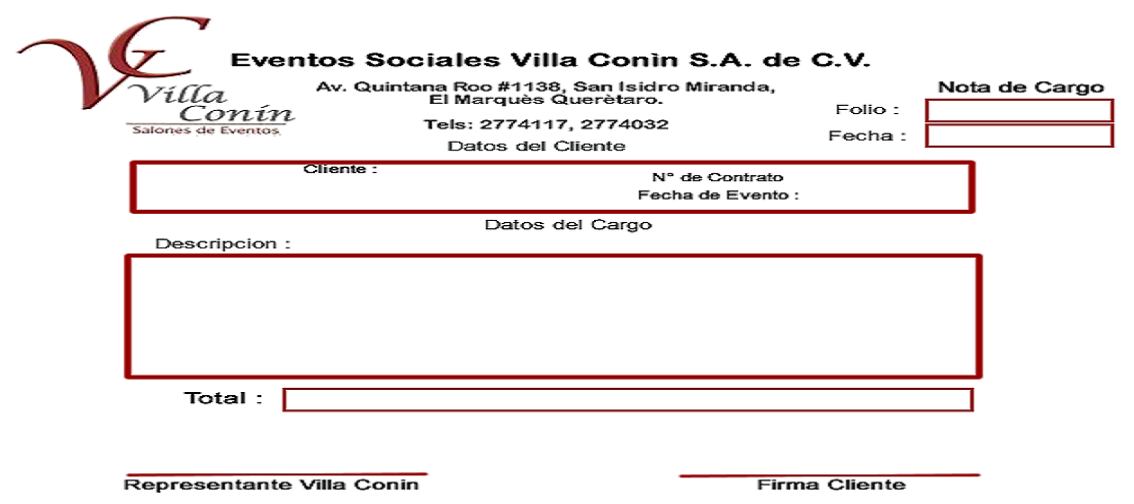 VC
Villa
Conín
Salones de Eventos
Eventos Sociales Villa Conìn S.A. de C.V.
Av. Quintana Roo #1138, San Isidro Miranda,
El Marquès Querètaro.
Tels: 2774117, 2774032
Nota de Cargo
Folio :
Fecha :
Datos del Cliente
Cliente :
N° de Contrato
Fecha de Evento :
Datos del Cargo
Descripcion :
Total :
Representante Villa Conin
Firma Cliente